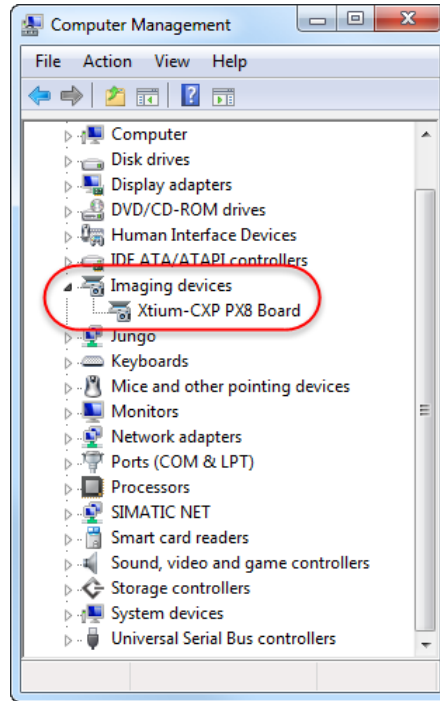 Computer Management
File Action View Help
Computer
Disk drives
Display adapters
DVD/CD-ROM drives
Human Interface Devices
IDE ATA/ATAPI controllers
Imaging devices
Xtium-CXP PX8 Board
Jungo
Keyboards
Mice and other pointing devices
Monitors
Network adapters
Ports (COM & LPT)
Processors
SIMATIC NET
Smart card readers
Sound, video and game controllers
Storage controllers
System devices
Universal Serial Bus controllers